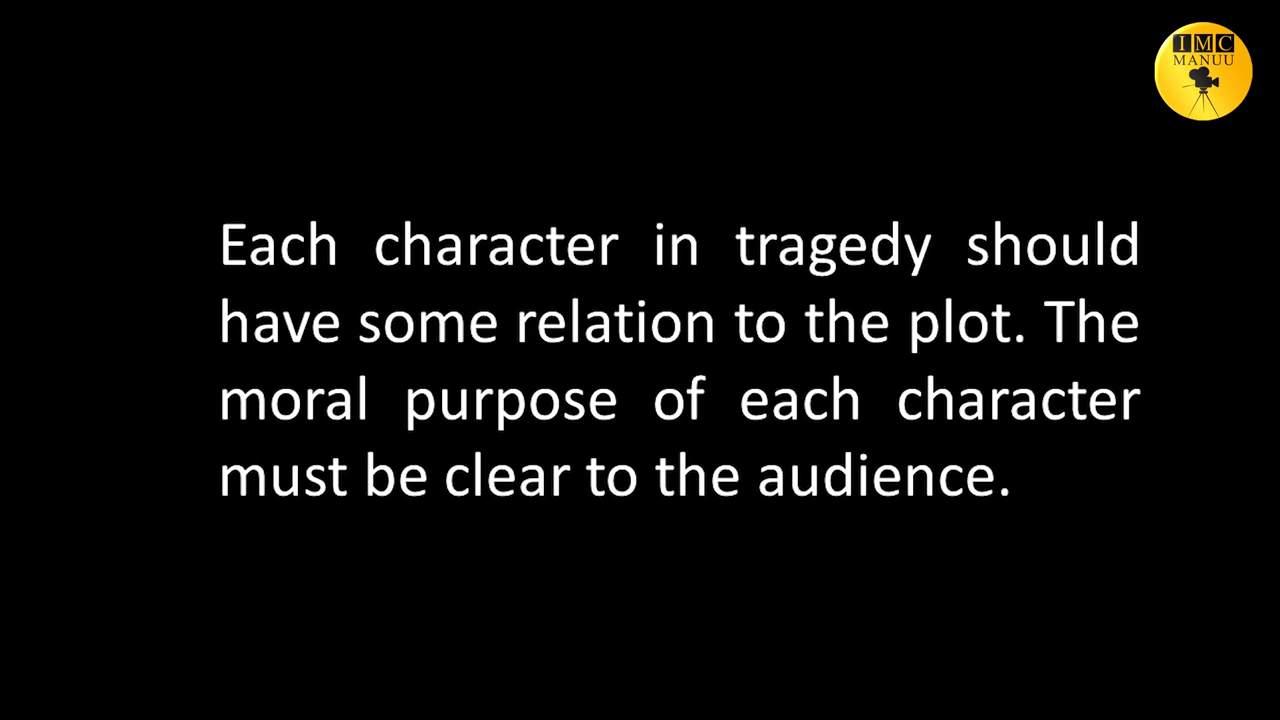 IMC
MANUU
Each character in tragedy should
have some relation to the plot. The
moral purpose of each character
must be clear to the audience.